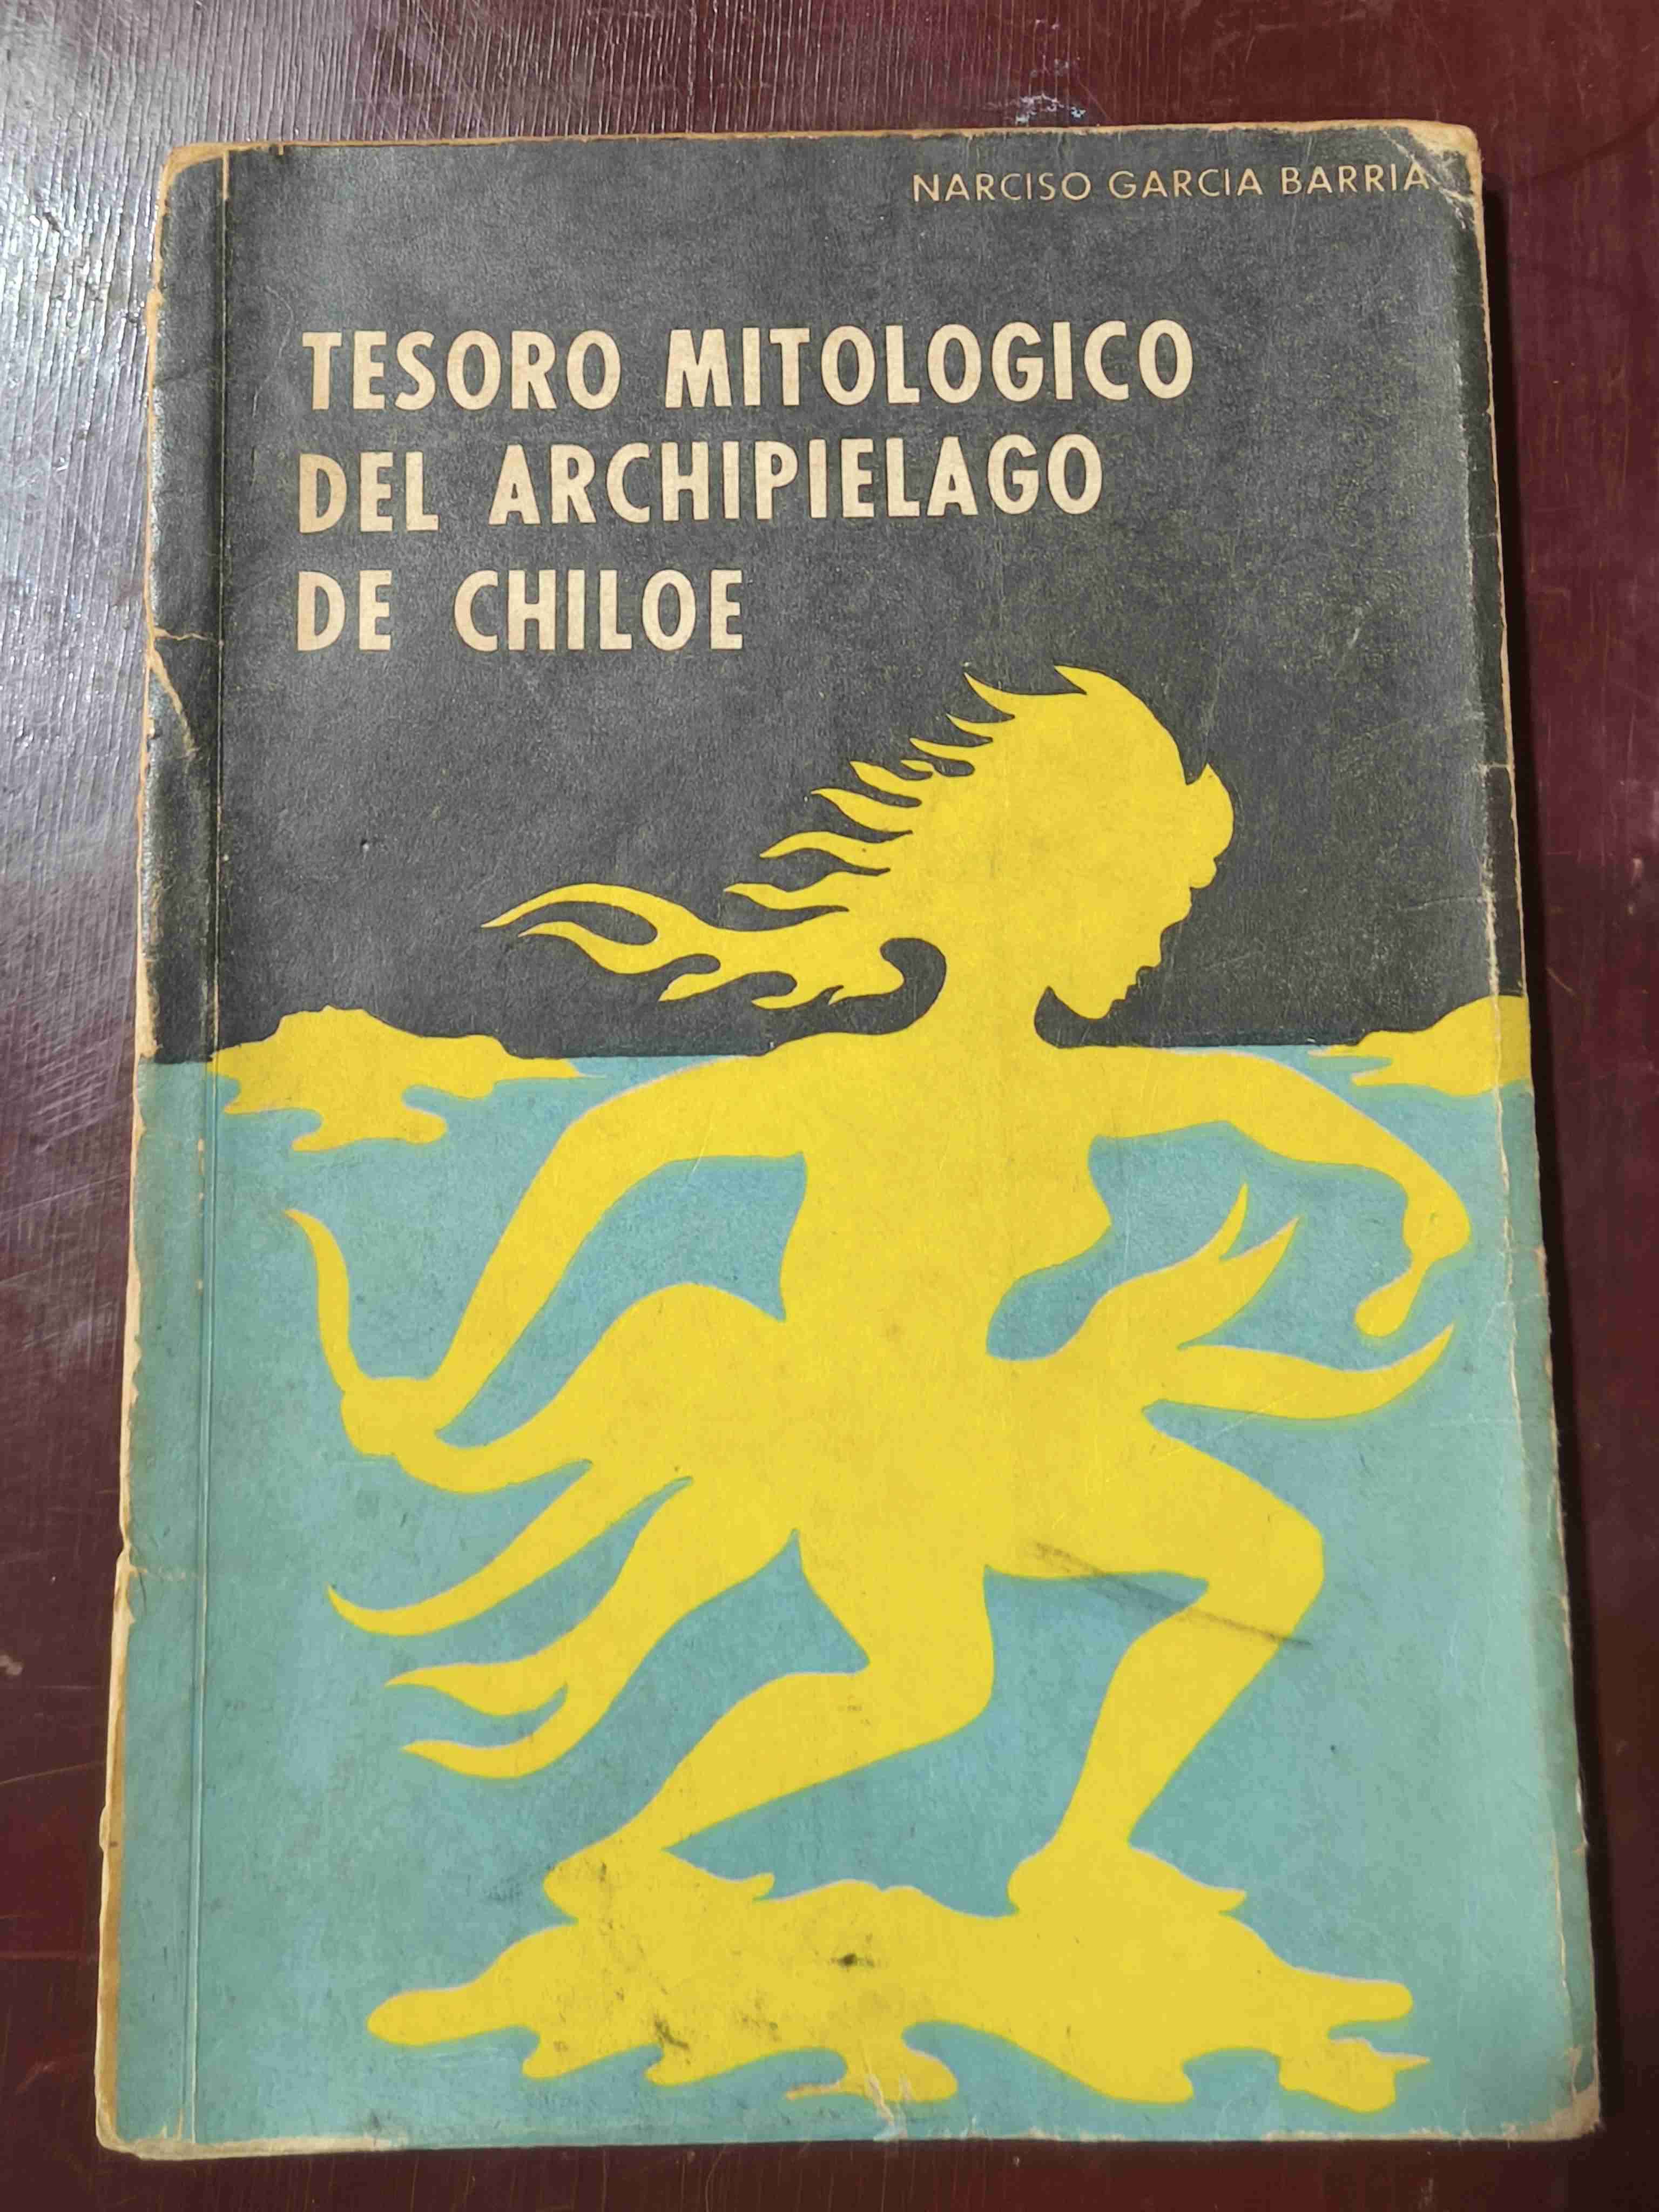 NARCISO GARCIA BARRIA
TESORO MITOLOGICO
DEL ARCHIPIELAGO
DE CHILOE